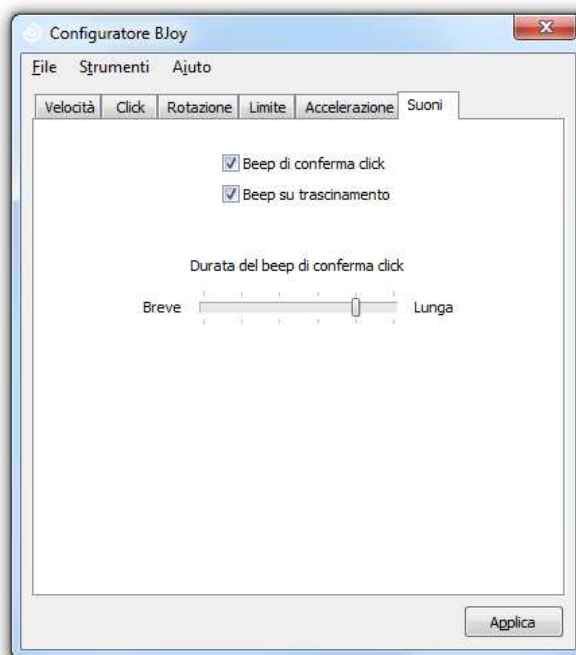 Configuratore BJoy
File Strumenti Aiuto
Velocità Click Rotazione Limite Accelerazione Suoni
Beep di conferma click
Beep su trascinamento
Durata del beep di conferma click
Breve Lunga
Applica